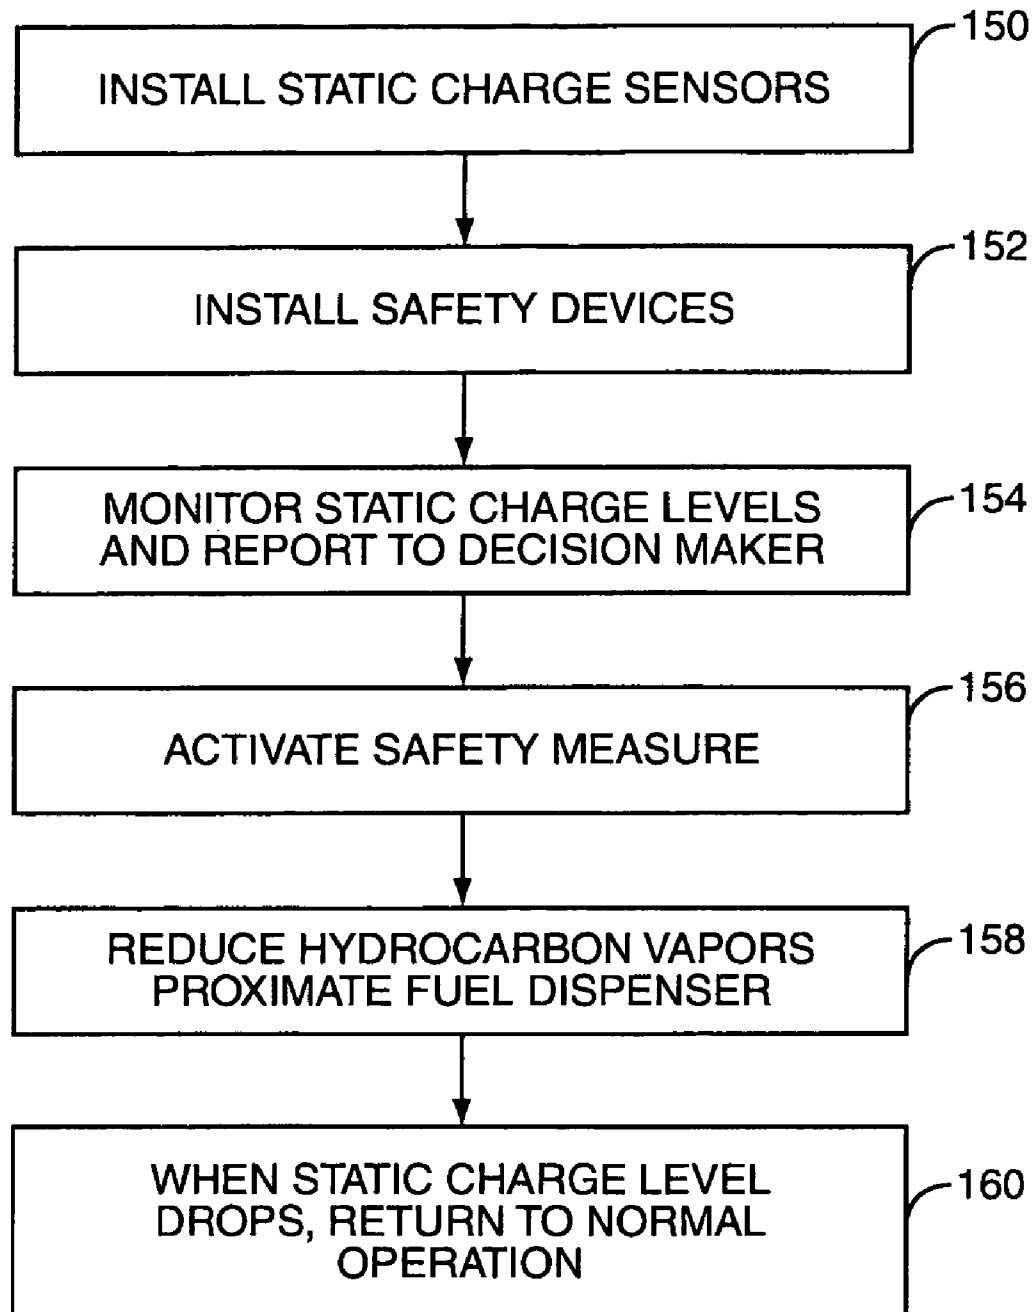 150
INSTALL STATIC CHARGE SENSORS
152
INSTALL SAFETY DEVICES
154
MONITOR STATIC CHARGE LEVELS
AND REPORT TO DECISION MAKER
156
ACTIVATE SAFETY MEASURE
158
REDUCE HYDROCARBON VAPORS
PROXIMATE FUEL DISPENSER
160
WHEN STATIC CHARGE LEVEL
DROPS, RETURN TO NORMAL
OPERATION